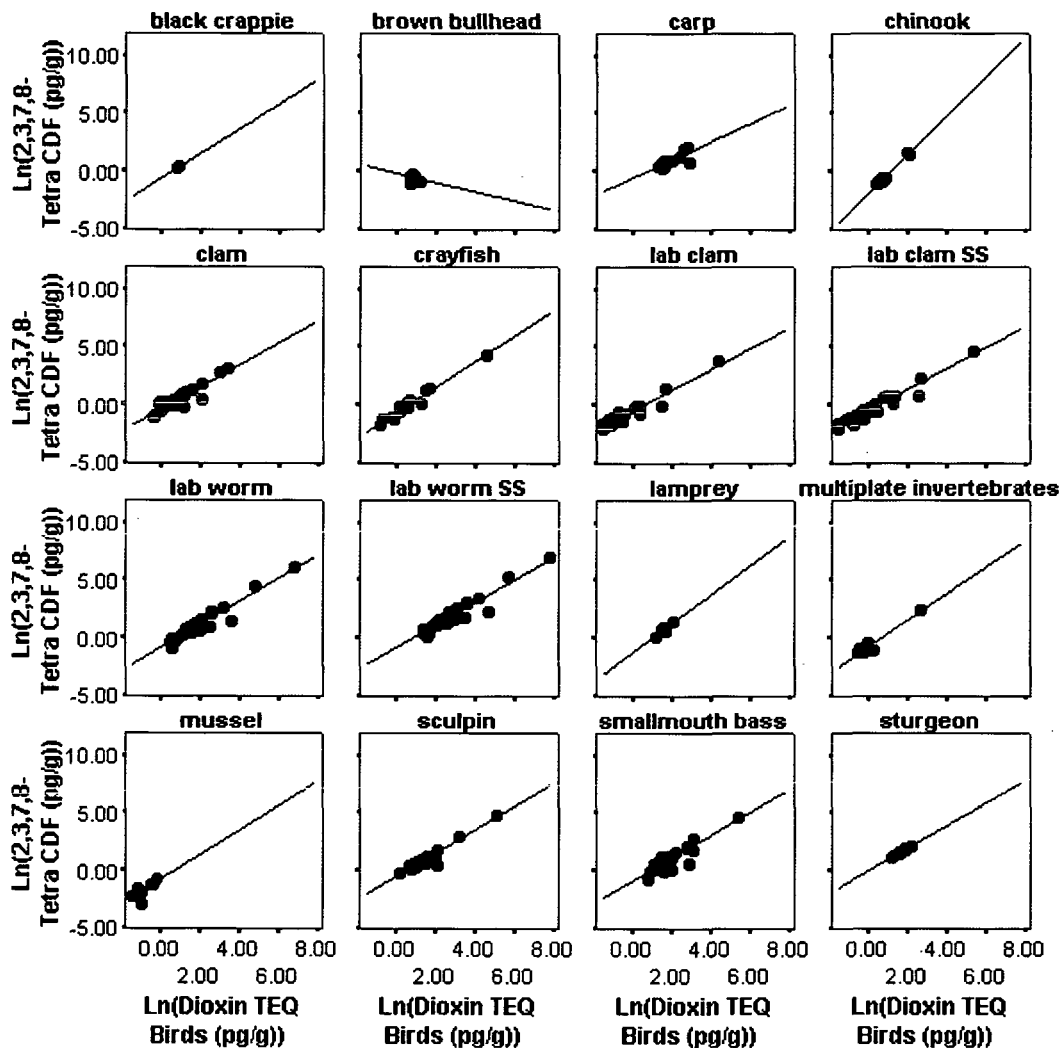 black crappie brown bullhead carp chinook
Ln(2,3,7,8-
Tetra CDF (pg/g))
10.00
5.00
0.00
-5.00
clam crayfish lab clam lab clam SS
Ln(2,3,7,8-
Tetra CDF (pg/g))
10.00
5.00
0.00
-5.00
lab worm lab worm SS lamprey multiplate invertebrates
Ln(2,3,7,8-
Tetra CDF (pg/g))
10.00
5.00
0.00
-5.00
mussel sculpin smallmouth bass sturgeon
Ln(2,3,7,8-
Tetra CDF (pg/g))
10.00
5.00
0.00
-5.00
0.00 4.00 8.00 0.00 4.00 8.00 0.00 4.00 8.00 0.00 -4.00 8.00
2.00 6.00 2.00 6.00 2.00 6.00 2.00 6.00
Ln(Dioxin TEQ Ln(Dioxin TEQ Ln(Dioxin TEQ Ln(Dioxin TEQ
Birds (pg/g)) Birds (pg/g)) Birds (pg/g)) Birds (pg/g))